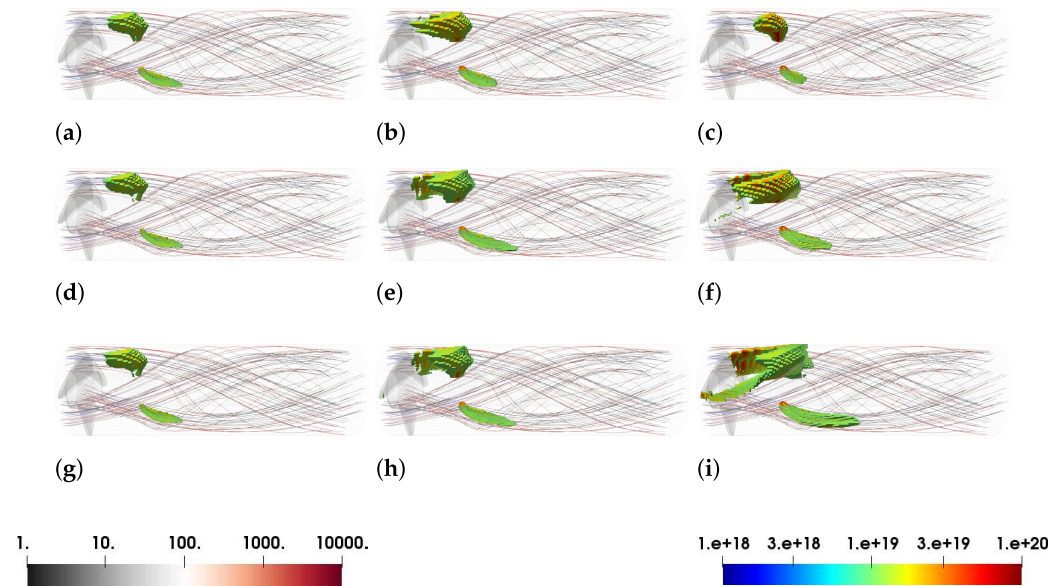 (a) (b) (c)
(d) (e) (f)
(g) (h) (i)
1. 10. 100. 1000. 10000. 1.e+18 3.e+18 1.e+19 3.e+19 1.e+20